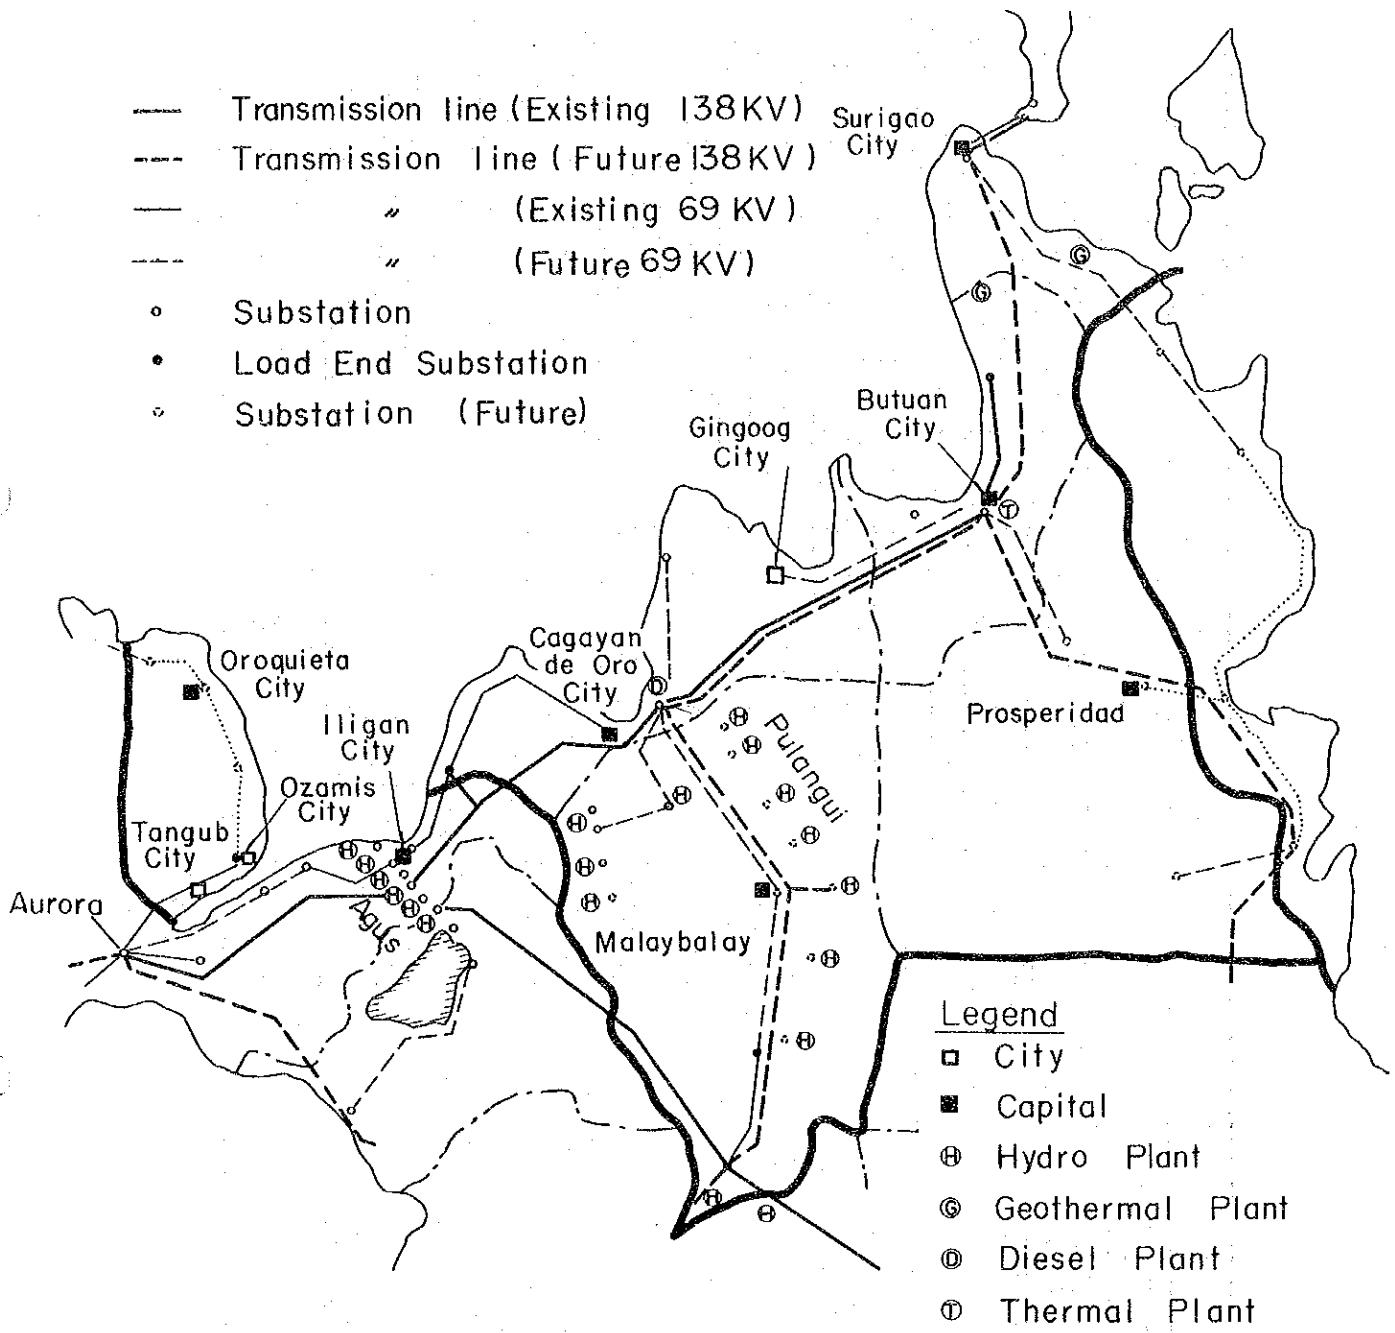 Transmission line (Existing 138KV)
Transmission line (Future 138KV)
〃 (Existing 69 KV)
〃 (Future 69 KV)
Substation
Load End Substation
Substation (Future)
Surigao
City
G
G
Butuan
City
Gingoog
City
T
Cagayan
de Oro
City
D
Oroquieta
City
Iligan
City
Prosperidad
Pulangui
H
H
H
H
H
H
H
H
H
H
Ozamis
City
Tangub
City
H
H
H
H
H
H
Agus
Aurora
Malaybalay
H
H
H
H
Legend
City
Capital
H Hydro Plant
G Geothermal Plant
D Diesel Plant
T Thermal Plant